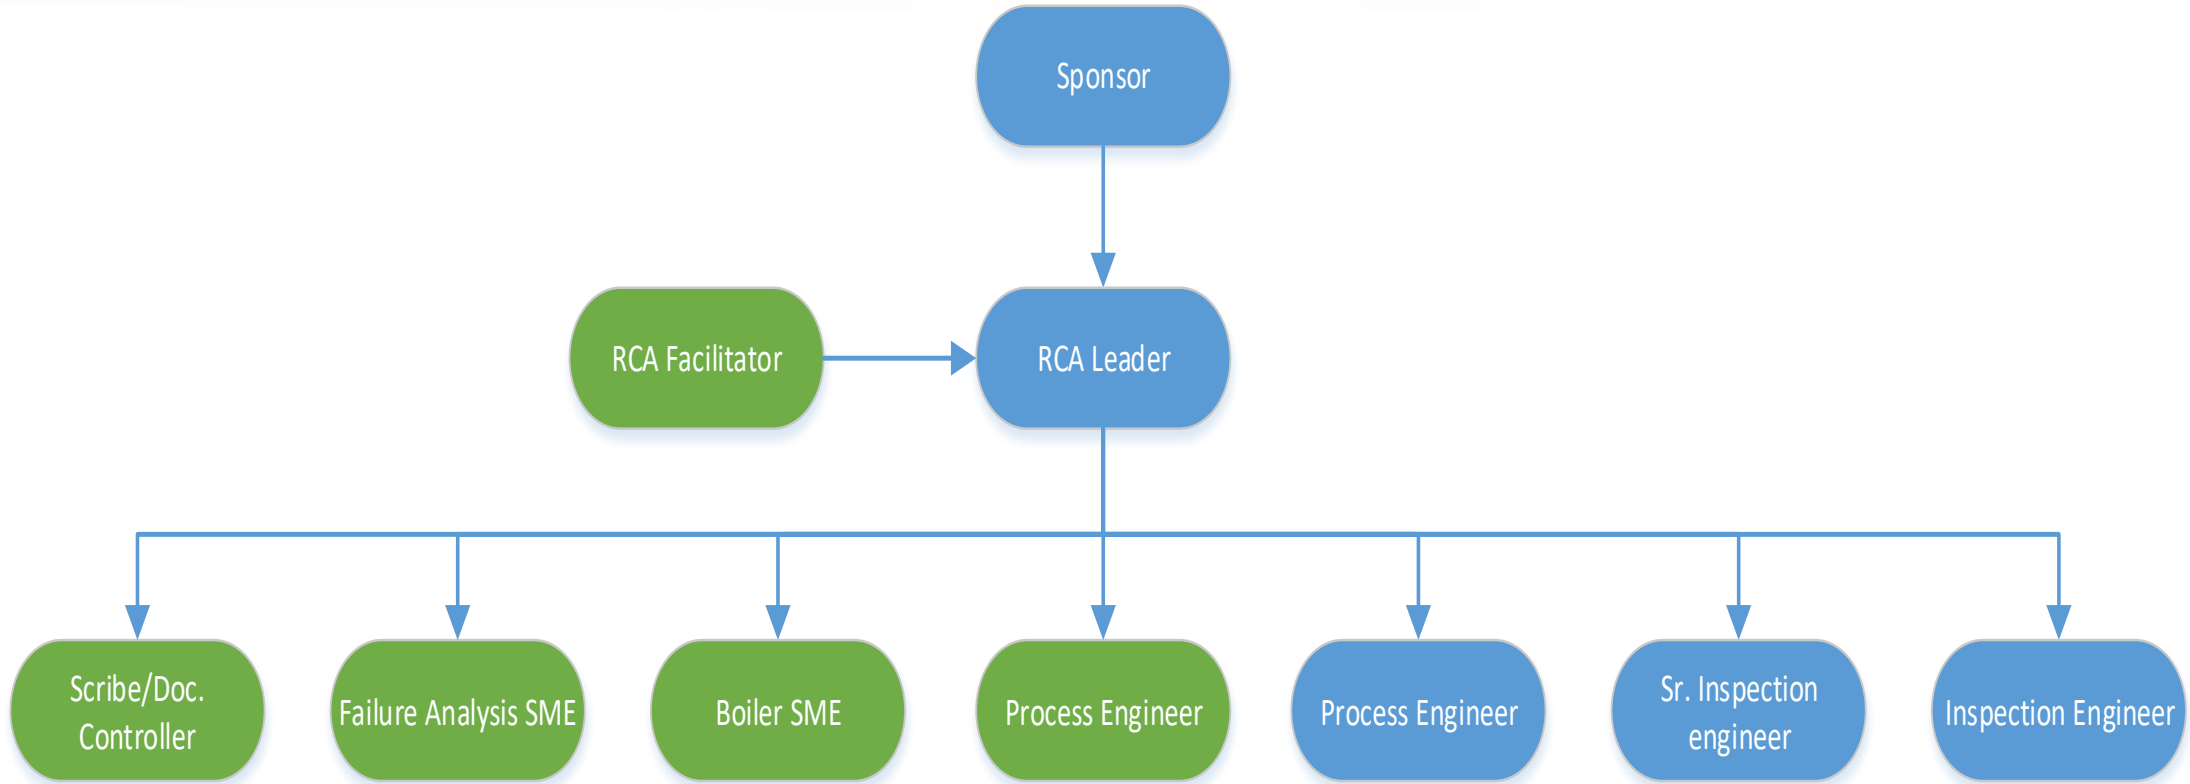 Sponsor
RCA Facilitator
RCA Leader
Scribe/Doc.
Controller
Failure Analysis SME
Boiler SME
Process Engineer
Process Engineer
Sr. Inspection
engineer
Inspection Engineer